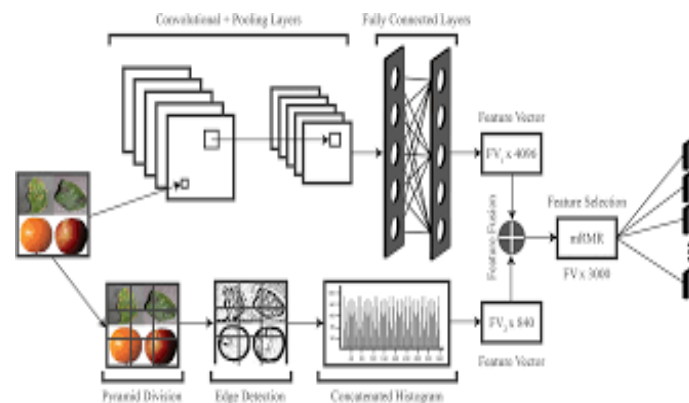 Convolutional + Pooling Layers
Fully Connected Layers
Feature Vector
FV1 x 4096
Feature Fusion
Feature Selection
mRMR
FV x 3000
FV2 x 840
Feature Vector
Pyramid Division
Edge Detection
Concatenated Histogram